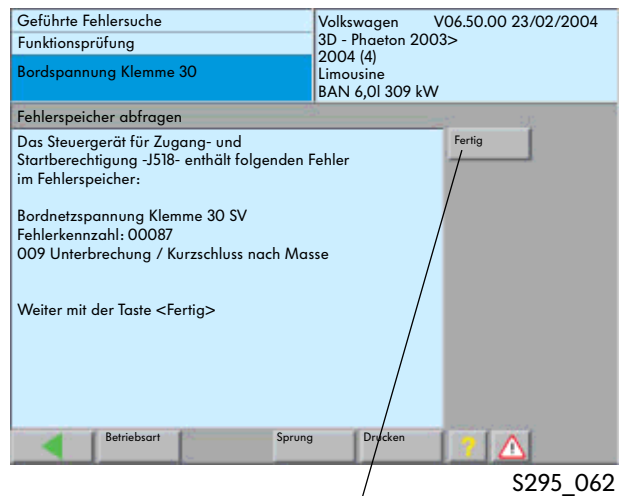 Geführte Fehlersuche
Funktionsprüfung
Bordspannung Klemme 30
Volkswagen V06.50.00 23/02/2004
3D - Phaeton 2003>
2004 (4)
Limousine
BAN 6,0l 309 kW
Fehlerspeicher abfragen
Das Steuergerät für Zugang- und
Startberechtigung -J518- enthält folgenden Fehler
im Fehlerspeicher:
Bordnetzspannung Klemme 30 SV
Fehlerkennzahl: 00087
009 Unterbrechung / Kurzschluss nach Masse
Weiter mit der Taste <Fertig>
Fertig
Betriebsart
Sprung
Drucken
?
S295_062